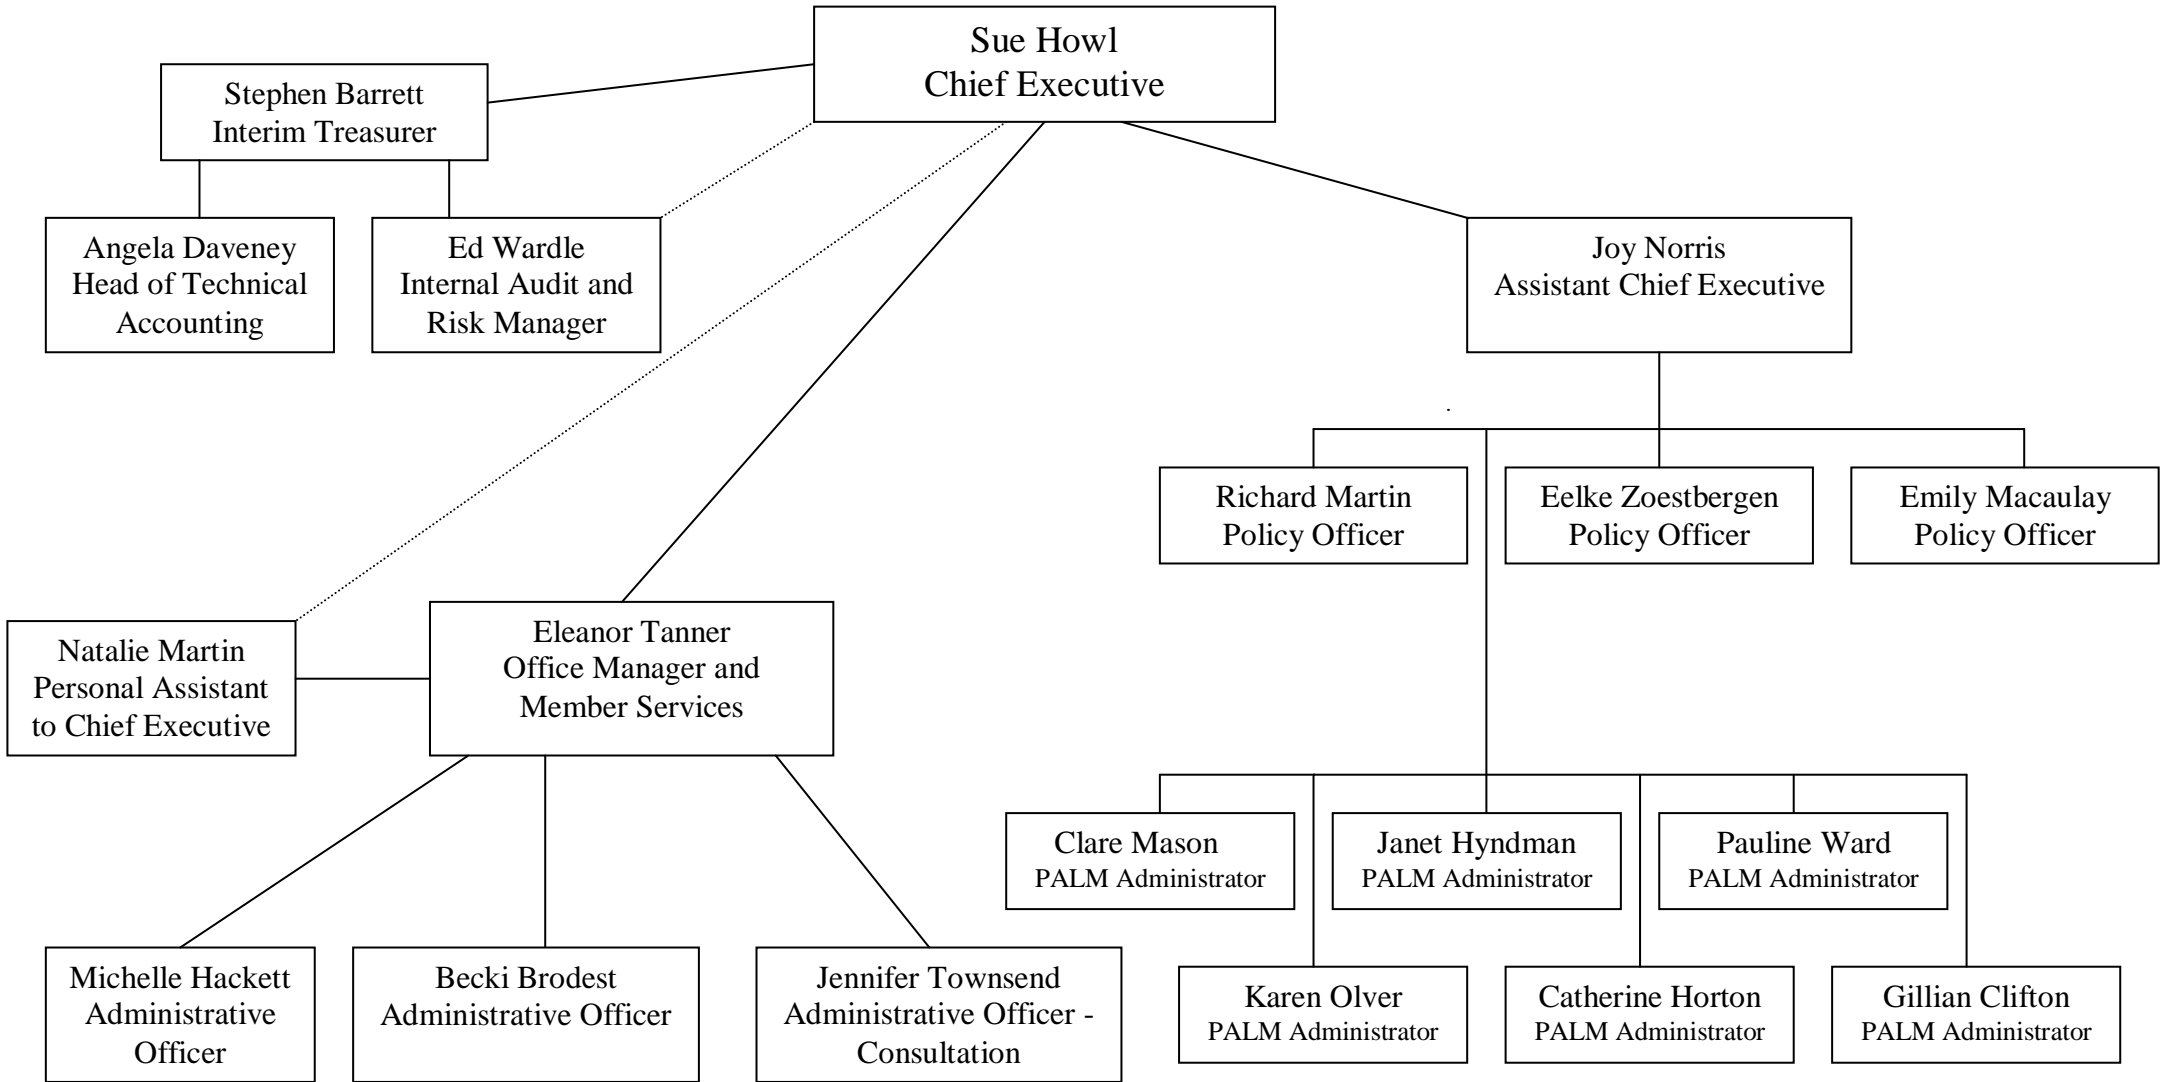 Sue Howl
Chief Executive
Stephen Barrett
Interim Treasurer
Angela Daveney
Head of Technical
Accounting
Ed Wardle
Internal Audit and
Risk Manager
Joy Norris
Assistant Chief Executive
Richard Martin
Policy Officer
Eelke Zoestbergen
Policy Officer
Emily Macaulay
Policy Officer
Natalie Martin
Personal Assistant
to Chief Executive
Eleanor Tanner
Office Manager and
Member Services
Clare Mason
PALM Administrator
Janet Hyndman
PALM Administrator
Pauline Ward
PALM Administrator
Michelle Hackett
Administrative
Officer
Becki Brodest
Administrative Officer
Jennifer Townsend
Administrative Officer -
Consultation
Karen Olver
PALM Administrator
Catherine Horton
PALM Administrator
Gillian Clifton
PALM Administrator